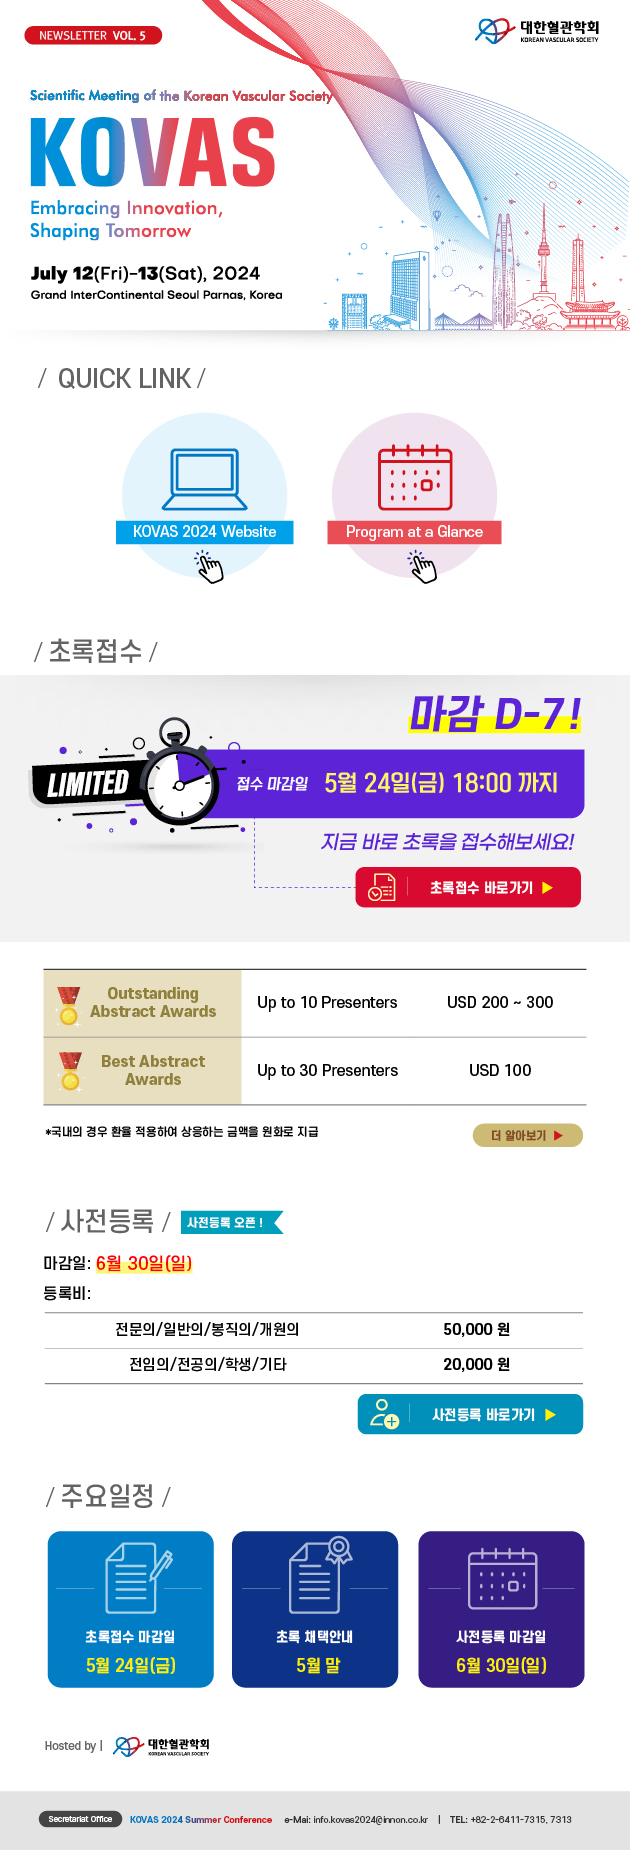 NEWSLETTER VOL. 5
대한혈관학회
KOREAN VASCULAR SOCIETY
Scientific Meeting of the Korean Vascular Society
KOVAS
Embracing Innovation,
Shaping Tomorrow
July 12(Fri)-13(Sat), 2024
Grand InterContinental Seoul Parnas, Korea
/ QUICK LINK /
KOVAS 2024 Website
Program at a Glance
/ 초록접수 /
마감 D-7!
LIMITED
접수 마감일 5월 24일(금) 18:00 까지
지금 바로 초록을 접수해보세요!
초록접수 바로가기 ▶
Outstanding
Abstract Awards
Up to 10 Presenters
USD 200 ~ 300
Best Abstract
Awards
Up to 30 Presenters
USD 100
*국내의 경우 환율 적용하여 상응하는 금액을 원화로 지급
더 알아보기 ▶
/ 사전등록 /
사전등록 오픈 !
마감일: 6월 30일(일)
등록비:
전문의/일반의/봉직의/개원의 50,000 원
전임의/전공의/학생/기타 20,000 원
사전등록 바로가기 ▶
/ 주요일정 /
초록접수 마감일
5월 24일(금)
초록 채택안내
5월 말
사전등록 마감일
6월 30일(일)
Hosted by |
대한혈관학회
KOREAN VASCULAR SOCIETY
Secretariat Office KOVAS 2024 Summer Conference e-Mai: info.kovas2024@innon.co.kr | TEL: +82-2-6411-7315, 7313